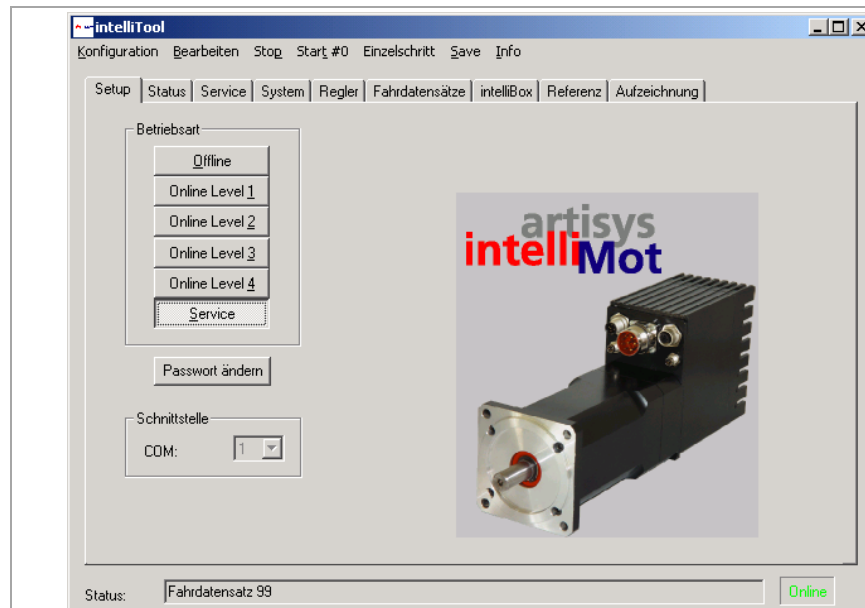 intelliTool
Konfiguration Bearbeiten Stop Start #0 Einzelschritt Save Info
Setup Status Service System Regler Fahrdatensätze intelliBox Referenz Aufzeichnung
Betriebsart
Offline
Online Level 1
Online Level 2
Online Level 3
Online Level 4
Service
Passwort ändern
Schnittstelle
COM: 1
artisys
intelliMot
Status: Fahrdatensatz 99 Online